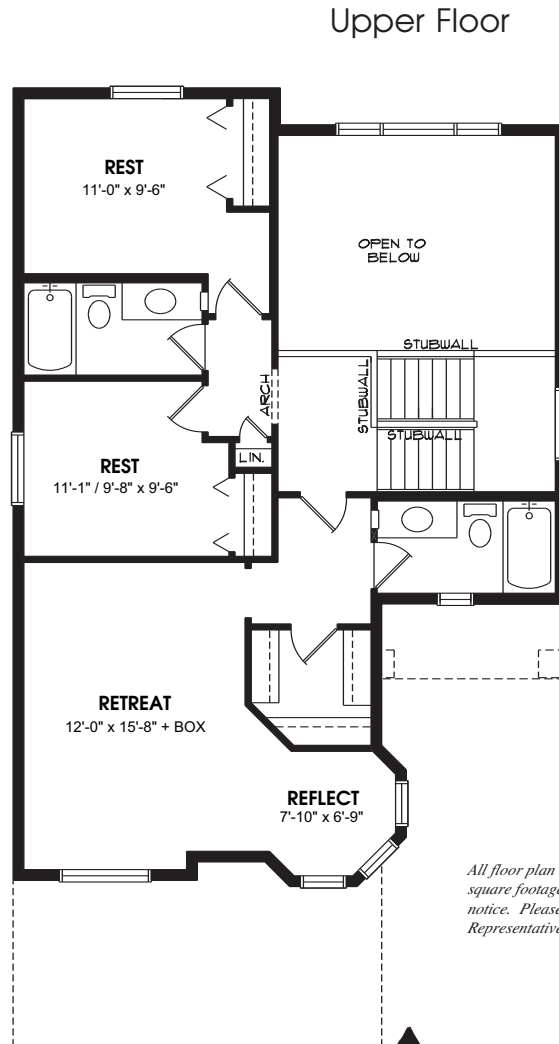 Upper Floor
REST
11'-0" x 9'-6"
OPEN TO
BELOW
STUBWALL
STUBWALL
ARCH
STUBWALL
LIN.
REST
11'-1" / 9'-8" x 9'-6"
RETREAT
12'-0" x 15'-8" + BOX
REFLECT
7'-10" x 6'-9"
All floor plan
square footage
notice. Please
Representative